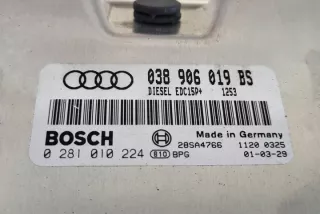 038 906 019 BS
DIESEL EDC15P+ 1253
BOSCH
Made in Germany
28SA4766 1120 0325
0 281 010 224 810 BPG 01-03-29